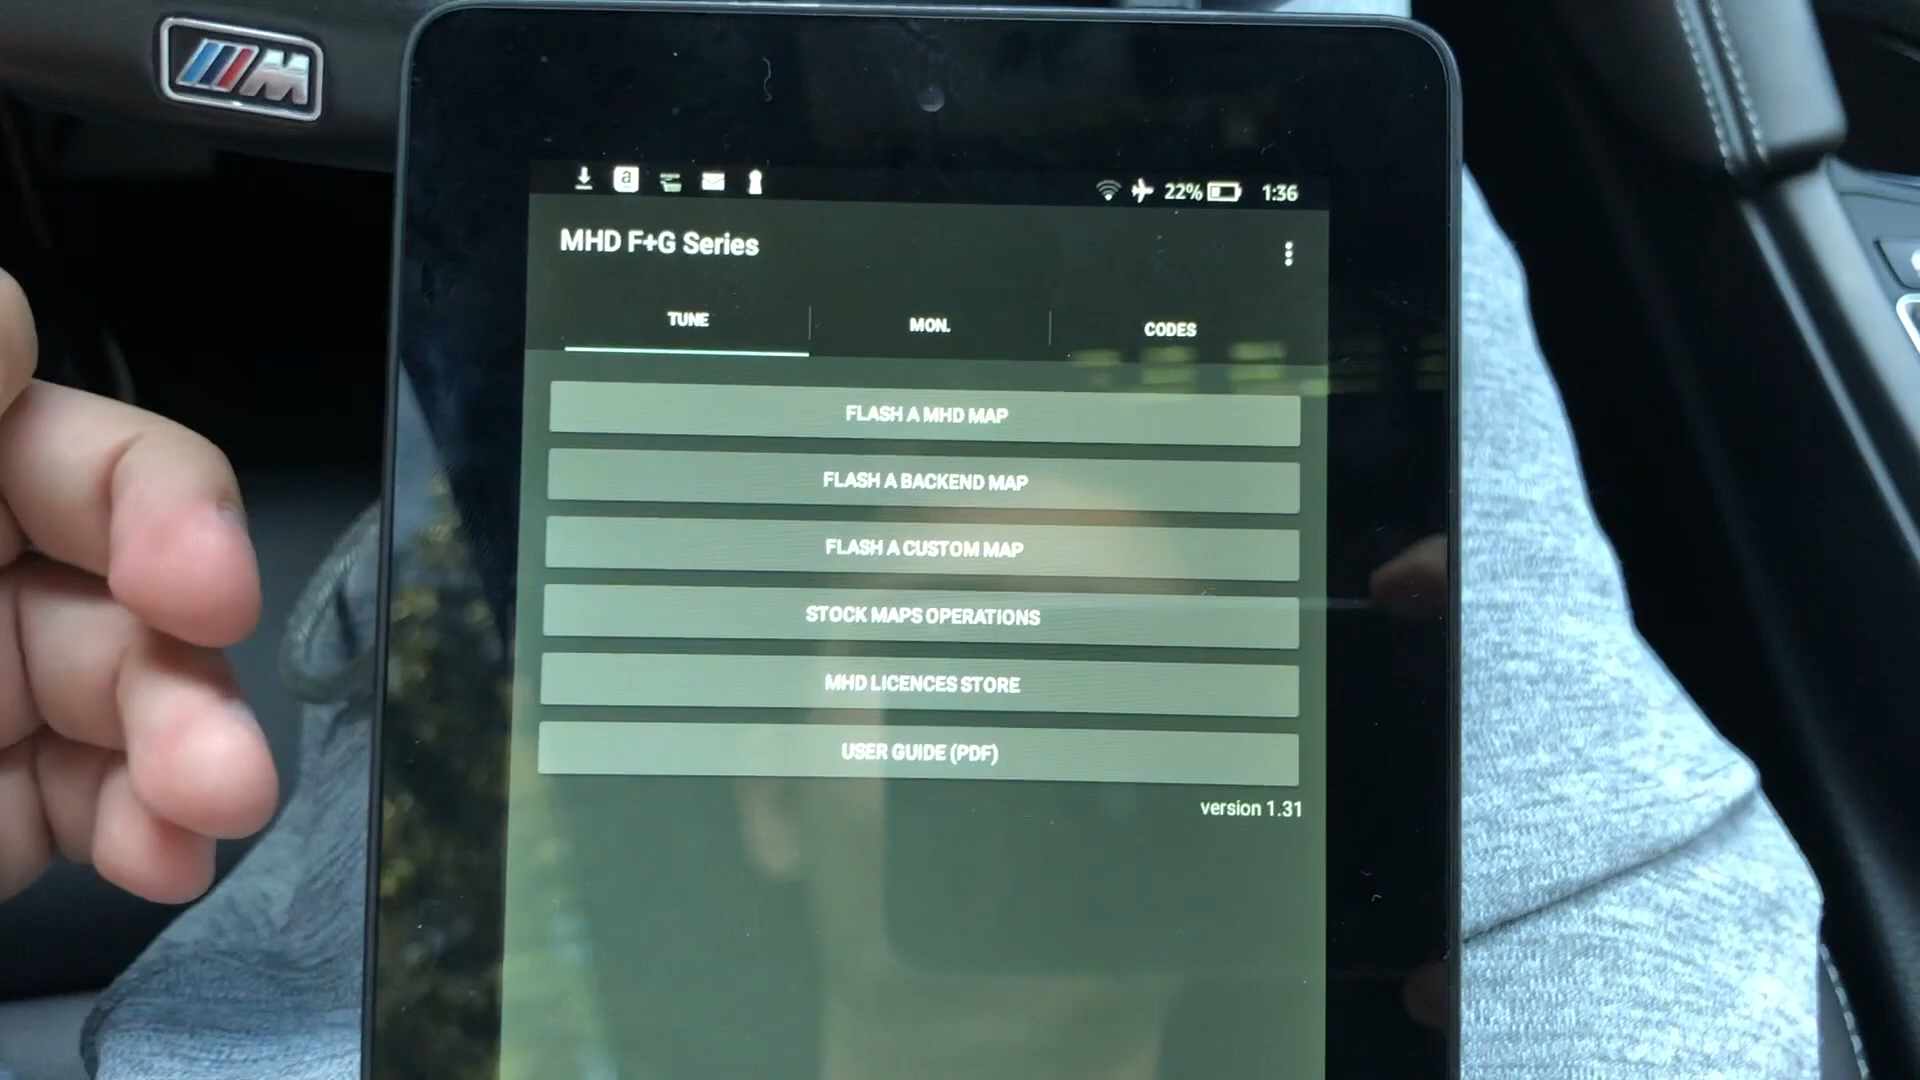 M
a
22%
1:36
MHD F+G Series
TUNE
MON.
CODES
FLASH A MHD MAP
FLASH A BACKEND MAP
FLASH A CUSTOM MAP
STOCK MAPS OPERATIONS
MHD LICENCES STORE
USER GUIDE (PDF)
version 1.31